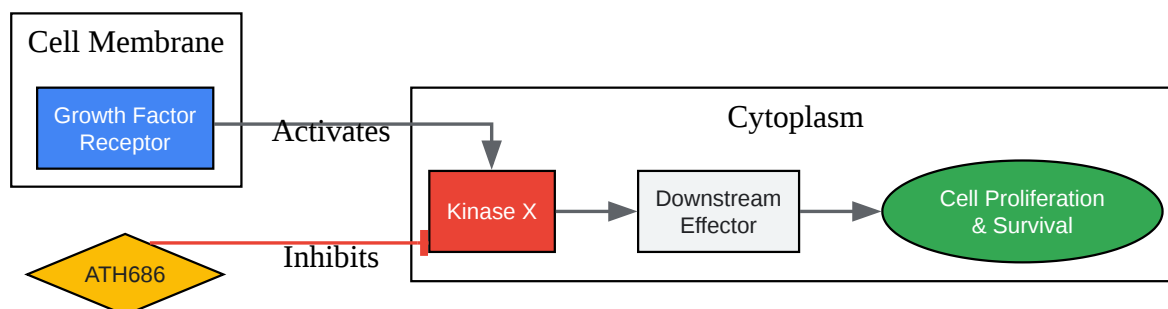 Cell Membrane
Growth Factor
Receptor
Activates
Cytoplasm
Kinase X
Downstream
Effector
Cell Proliferation
& Survival
Inhibits
ATH686